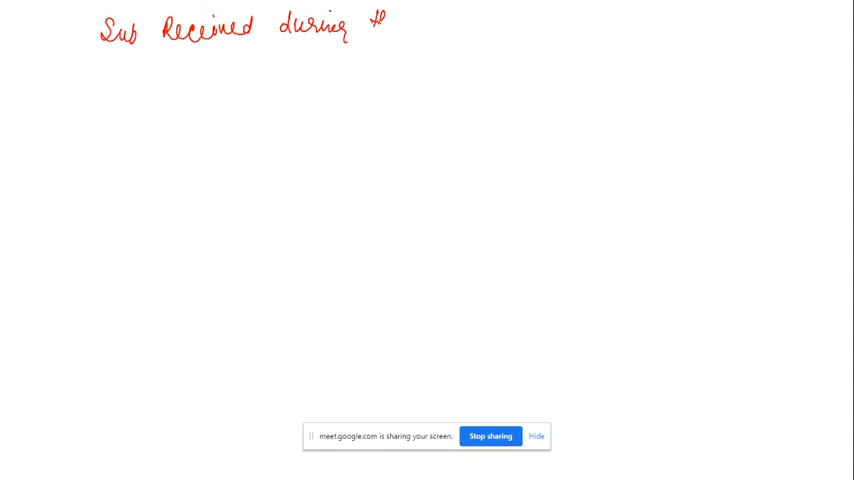 Sub Received during
meet.google.com is sharing your screen. Stop sharing Hide